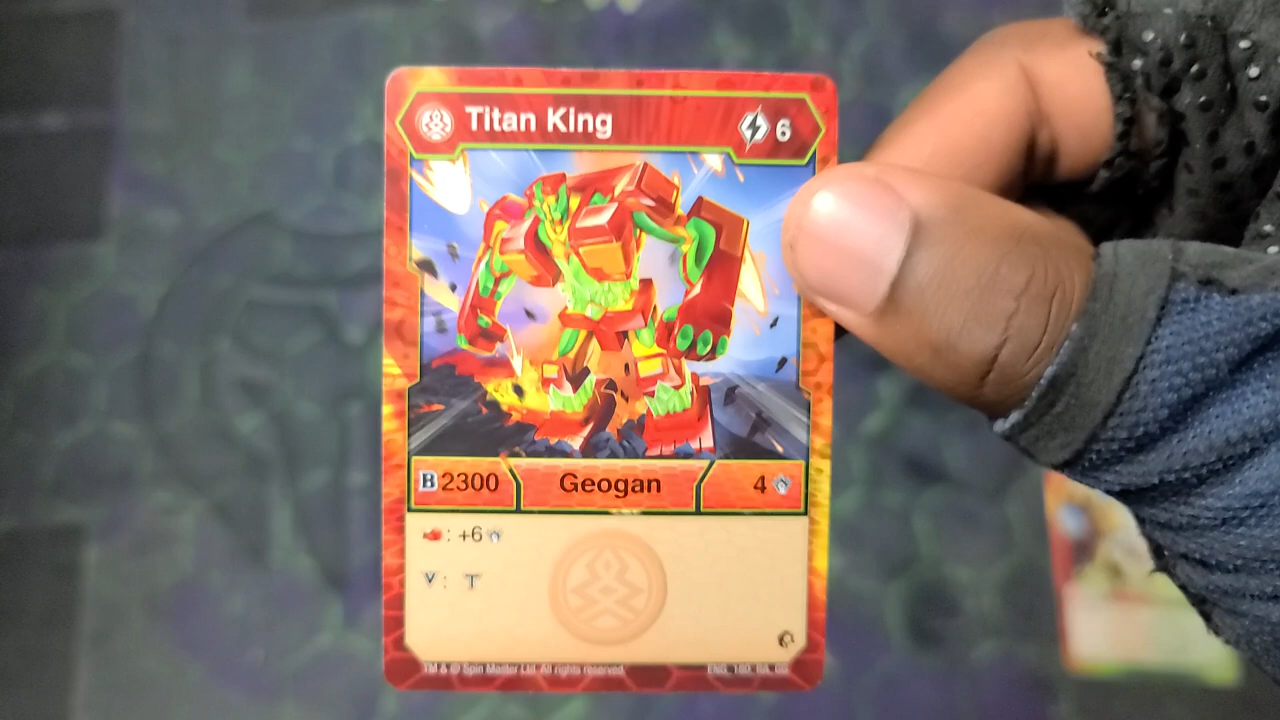 Titan King 6
B 2300 Geogan 4
: +6
V: T
TM & © Spin Master Ltd. All rights reserved.